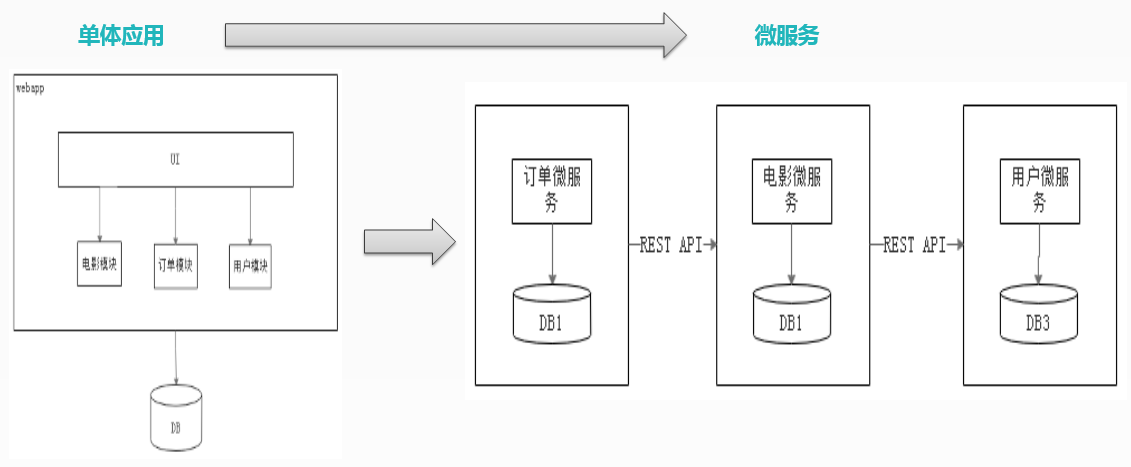 单体应用
微服务
webapp
UI
电影模块
订单模块
用户模块
DB
订单微服
务
DB1
REST API
电影微服
务
DB1
REST API
用户微服
务
DB3